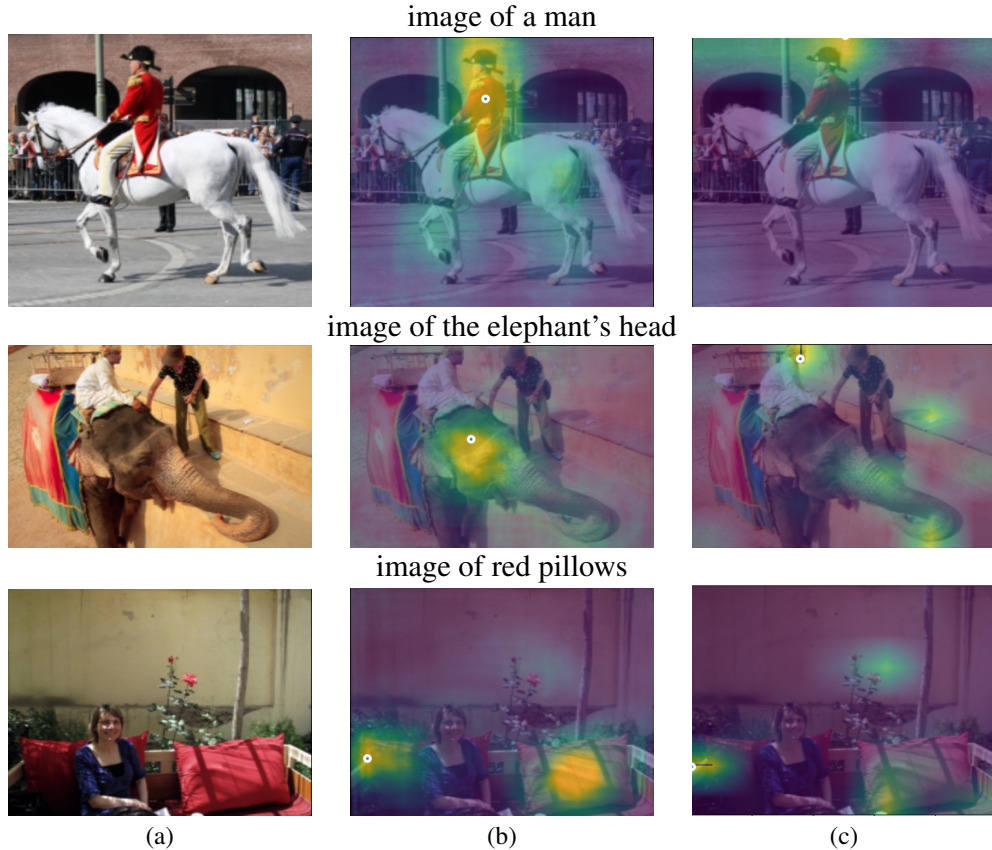 image of a man
image of the elephant's head
image of red pillows
(a)
(b)
(c)